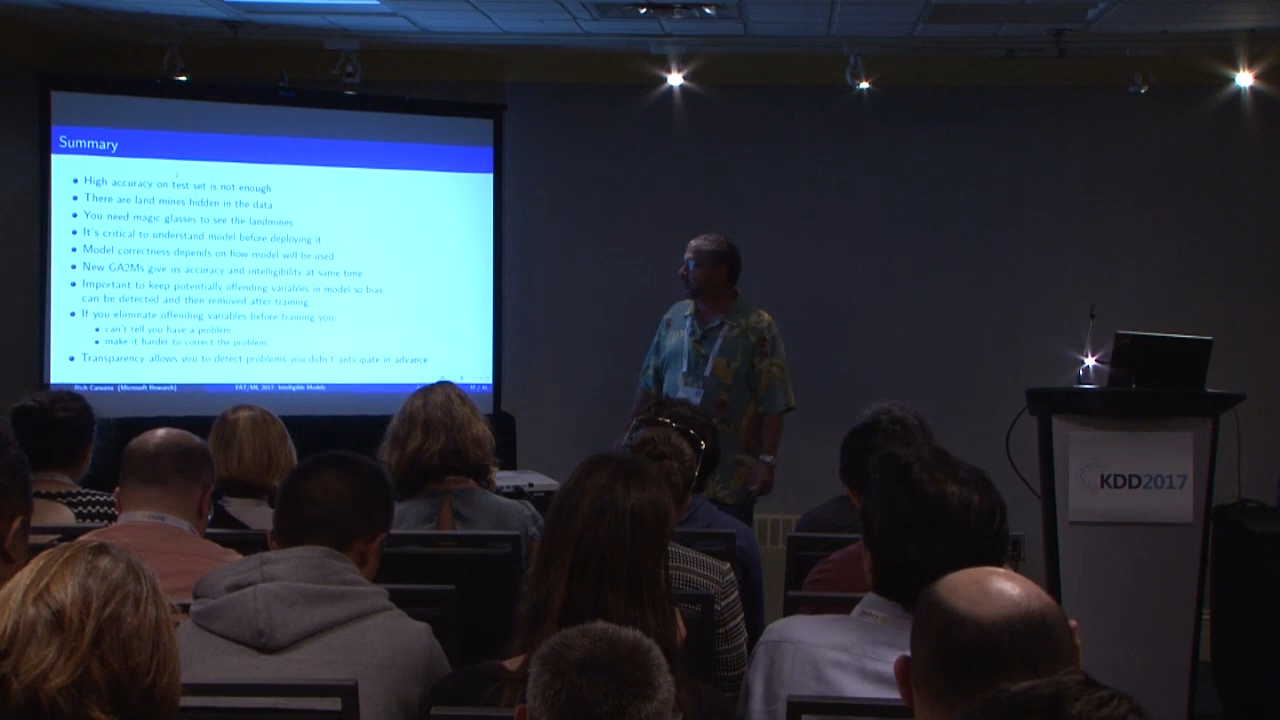 Summary
High accuracy on test set is not enough
There are land mines hidden in the data
You need magic glasses to see the landmines
It's critical to understand model before deploying it
Model correctness depends on how model will be used
New GA2Ms give us accuracy and intelligibility at same time
Important to keep potentially offending variables in model so bias
can be detected and then removed after training
If you eliminate offending variables before training you
can't tell you have a problem
make it harder to correct the problem
Transparency allows you to detect problems you didn't anticipate in advance
Rich Caruana (Microsoft Research) FAT/ML 2017: Intelligible Models
KDD2017